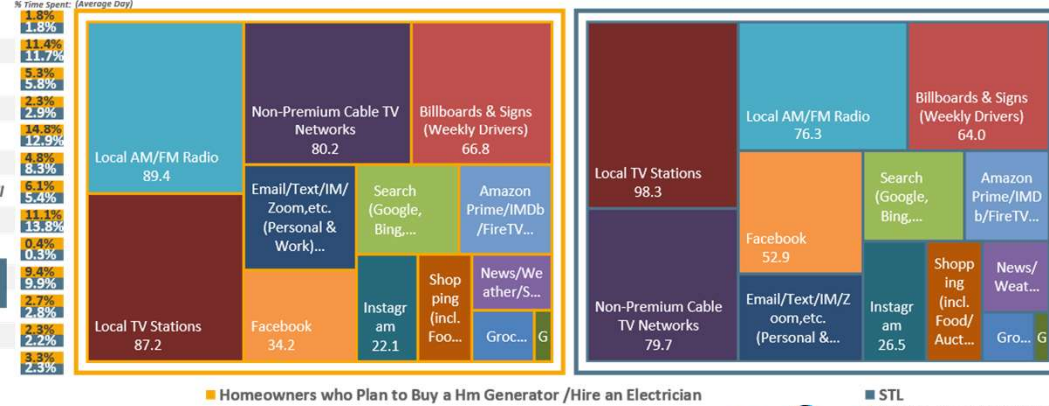 % Time Spent: (Average Day)
1.8%
1.8%
11.4%
11.7%
5.3%
5.8%
2.3%
2.9%
14.8%
12.9%
4.8%
8.3%
6.1%
5.4%
11.1%
13.8%
0.4%
0.3%
9.4%
9.9%
2.7%
2.8%
2.3%
2.2%
3.3%
2.3%
Local AM/FM Radio
89.4
Local TV Stations
87.2
Non-Premium Cable TV
Networks
80.2
Billboards & Signs
(Weekly Drivers)
66.8
Email/Text/IM/
Zoom,etc.
(Personal &
Work)...
Facebook
34.2
Search
(Google,
Bing,...
Amazon
Prime/IMDb
/FireTV...
Instagr
am
22.1
Shop
ping
(incl.
Foo...
News/We
ather/S...
Groc...
G
Local TV Stations
98.3
Non-Premium Cable
TV Networks
79.7
Local AM/FM Radio
76.3
Billboards & Signs
(Weekly Drivers)
64.0
Facebook
52.9
Email/Text/IM/Z
oom,etc.
(Personal &...
Search
(Google,
Bing,...
Amazon
Prime/IMD
b/FireTV...
Instagr
am
26.5
Shopp
ing
(incl.
Food/
Auct...
News/
Weat...
Gro...
G
Homeowners who Plan to Buy a Hm Generator /Hire an Electrician
STL